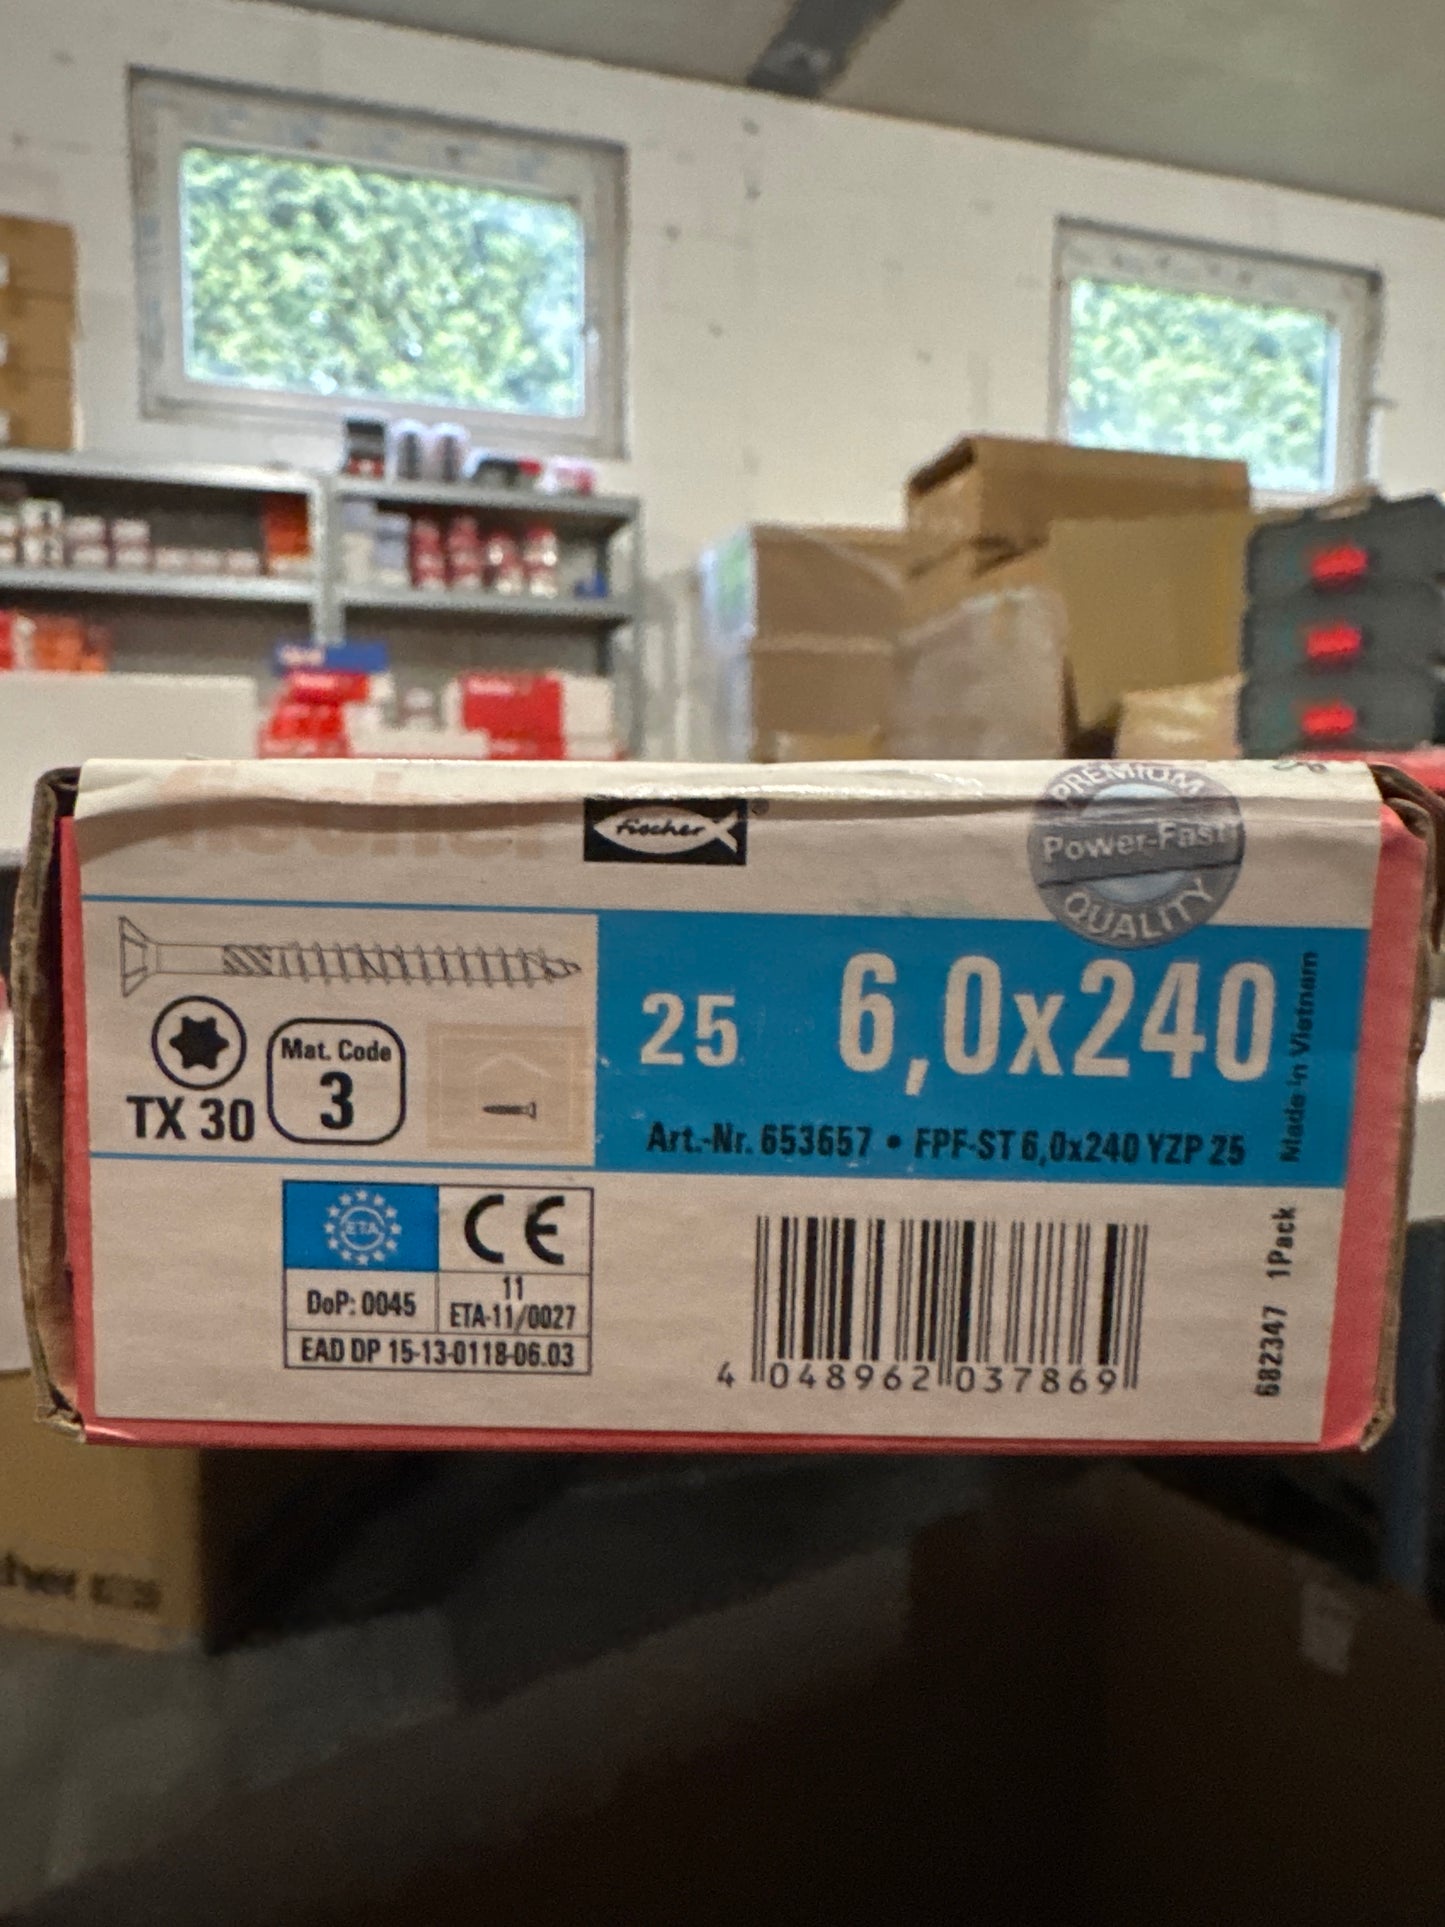 fischer
PREMIUM
Power-Fast
QUALITY
25 6,0x240
TX 30
Mat. Code
3
Art.-Nr. 653657 • FPF-ST 6,0x240 YZP 25
Made in Vietnam
ETA
CE
DoP: 0045
11
ETA-11/0027
EAD DP 15-13-0118-06.03
4 048962 037869
682347 1Pack